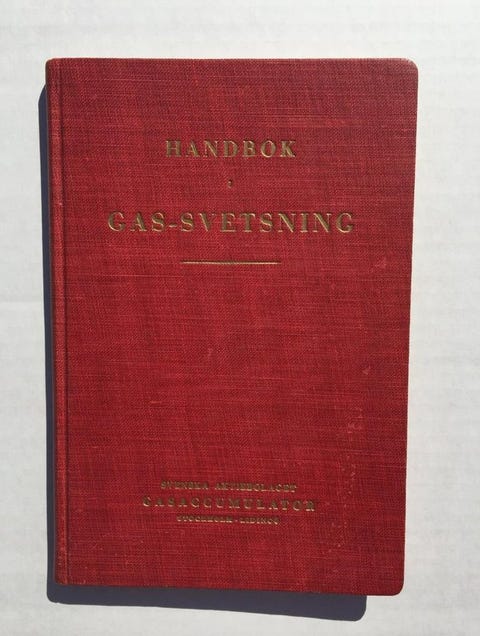 HANDBOK
I
GAS-SVETSNING
SVENSKA AKTIEBOLAGET
GASACCUMULATOR
STOCKHOLM-LIDINGÖ